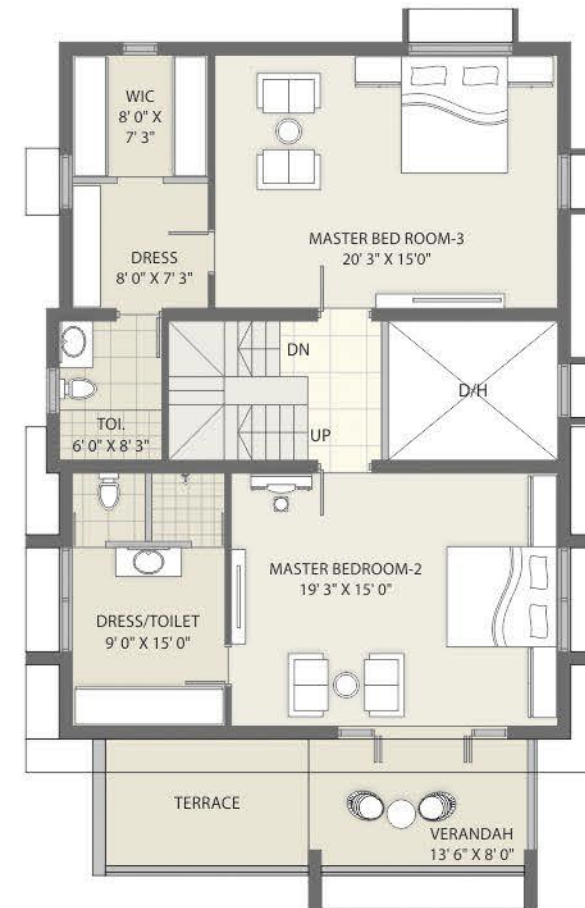 WIC
8' 0" X
7' 3"
DRESS
8' 0" X 7' 3"
MASTER BED ROOM-3
20' 3" X 15'0"
DN
UP
D/H
TOI.
6' 0" X 8' 3"
MASTER BEDROOM-2
19' 3" X 15' 0"
DRESS/TOILET
9' 0" X 15' 0"
TERRACE
VERANDAH
13' 6" X 8' 0"